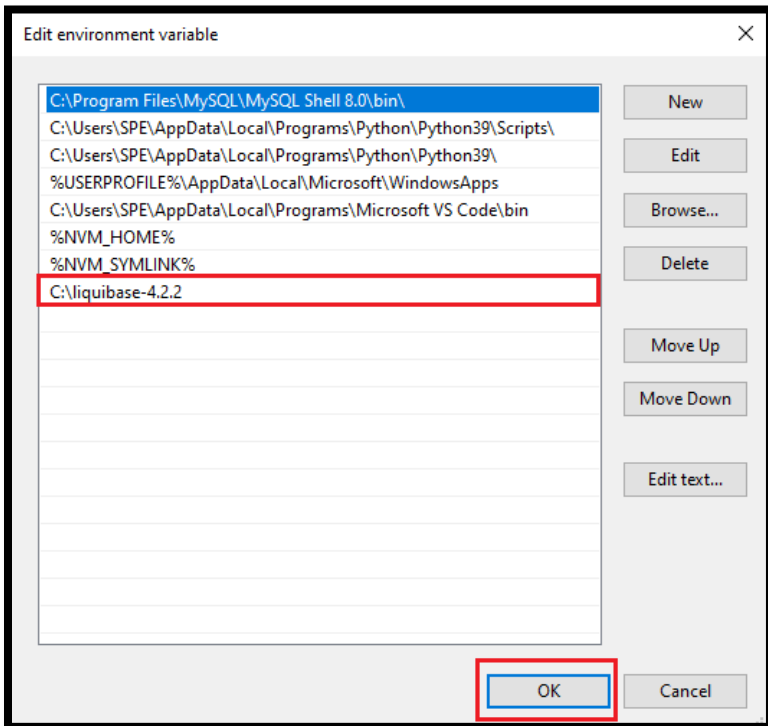 Edit environment variable
C:\Program Files\MySQL\MySQL Shell 8.0\bin\
C:\Users\SPE\AppData\Local\Programs\Python\Python39\Scripts\
C:\Users\SPE\AppData\Local\Programs\Python\Python39\
%USERPROFILE%\AppData\Local\Microsoft\WindowsApps
C:\Users\SPE\AppData\Local\Programs\Microsoft VS Code\bin
%NVM_HOME%
%NVM_SYMLINK%
C:\liquibase-4.2.2
New
Edit
Browse...
Delete
Move Up
Move Down
Edit text...
OK
Cancel